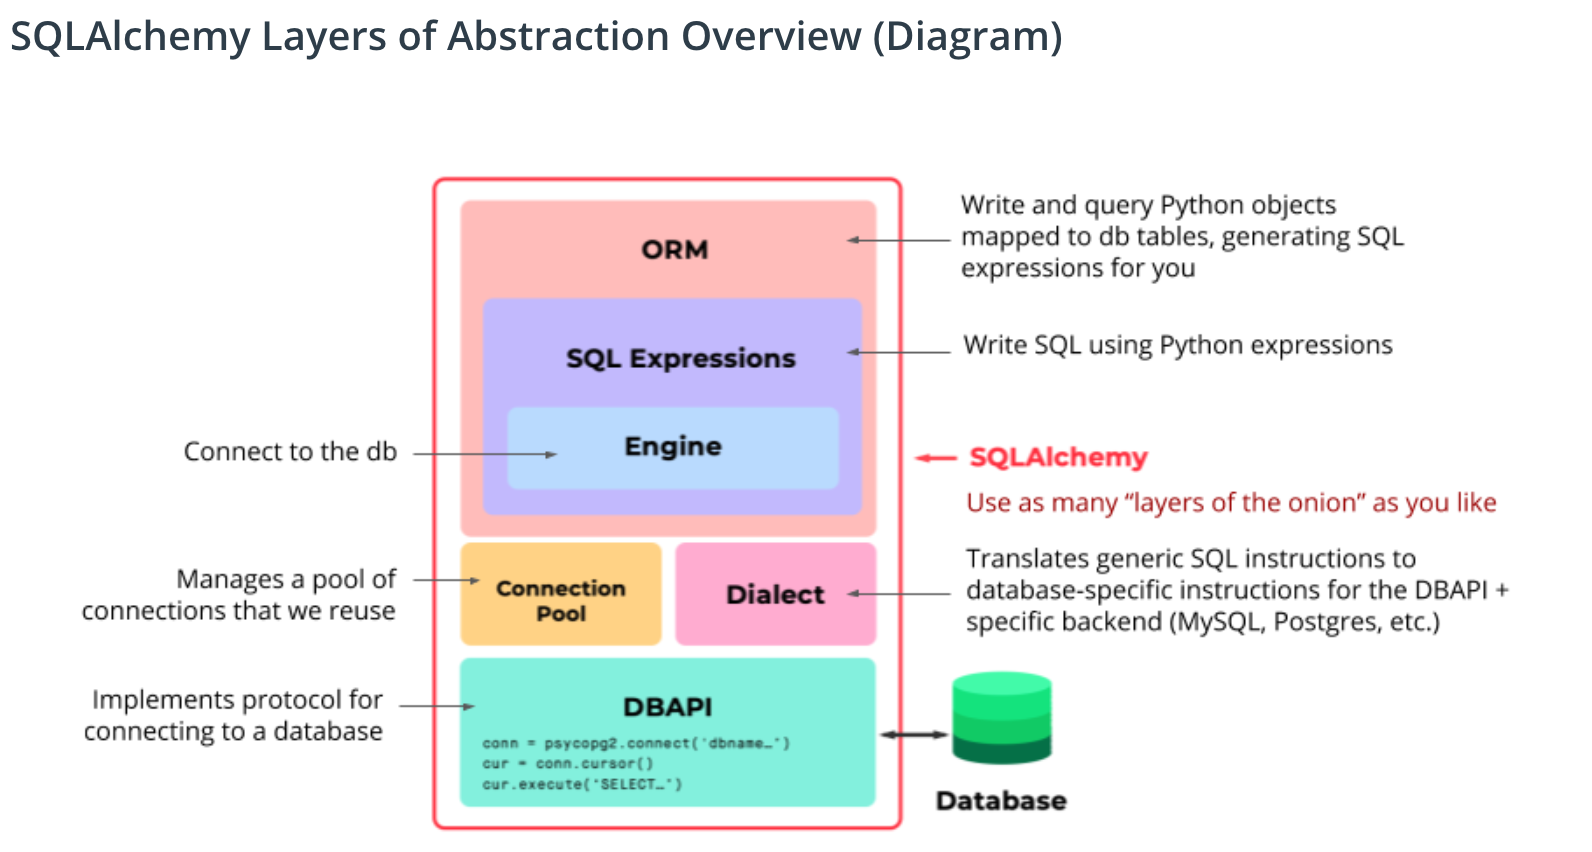 SQLAlchemy Layers of Abstraction Overview (Diagram)
ORM
Write and query Python objects
mapped to db tables, generating SQL
expressions for you
SQL Expressions
Write SQL using Python expressions
Engine
Connect to the db
SQLAlchemy
Use as many “layers of the onion” as you like
Connection
Pool
Manages a pool of
connections that we reuse
Dialect
Translates generic SQL instructions to
database-specific instructions for the DBAPI +
specific backend (MySQL, Postgres, etc.)
Implements protocol for
connecting to a database
DBAPI
conn = psycopg2.connect('dbname…')
cur = conn.cursor()
cur.execute('SELECT…')
Database